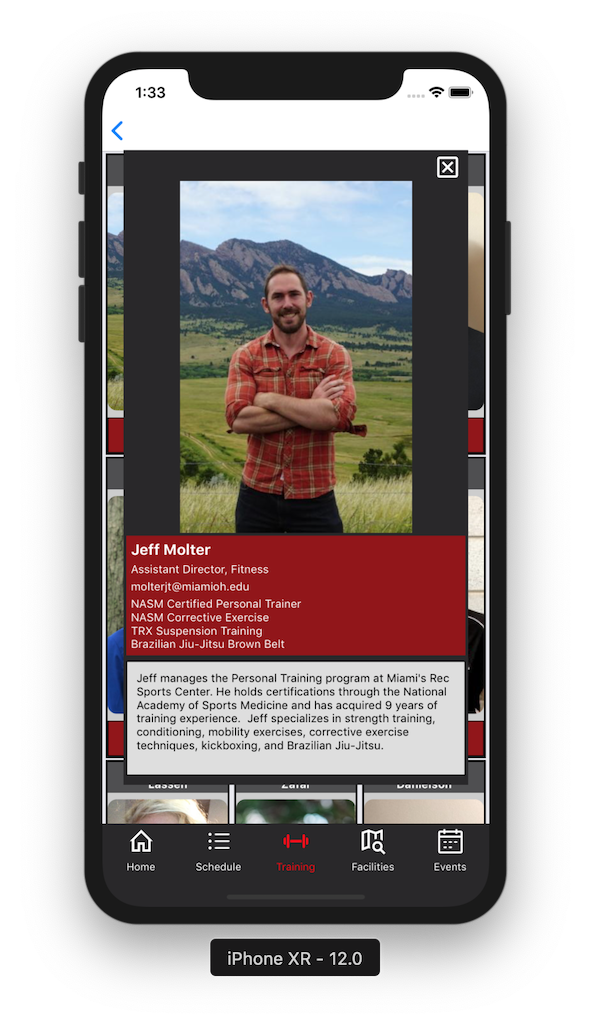 1:33
Jeff Molter
Assistant Director, Fitness
molterjt@miamioh.edu
NASM Certified Personal Trainer
NASM Corrective Exercise
TRX Suspension Training
Brazilian Jiu-Jitsu Brown Belt
Jeff manages the Personal Training program at Miami's Rec
Sports Center. He holds certifications through the National
Academy of Sports Medicine and has acquired 9 years of
training experience.  Jeff specializes in strength training,
conditioning, mobility exercises, corrective exercise
techniques, kickboxing, and Brazilian Jiu-Jitsu.
Lassen Zafar Danielson
Home Schedule Training Facilities Events
iPhone XR - 12.0